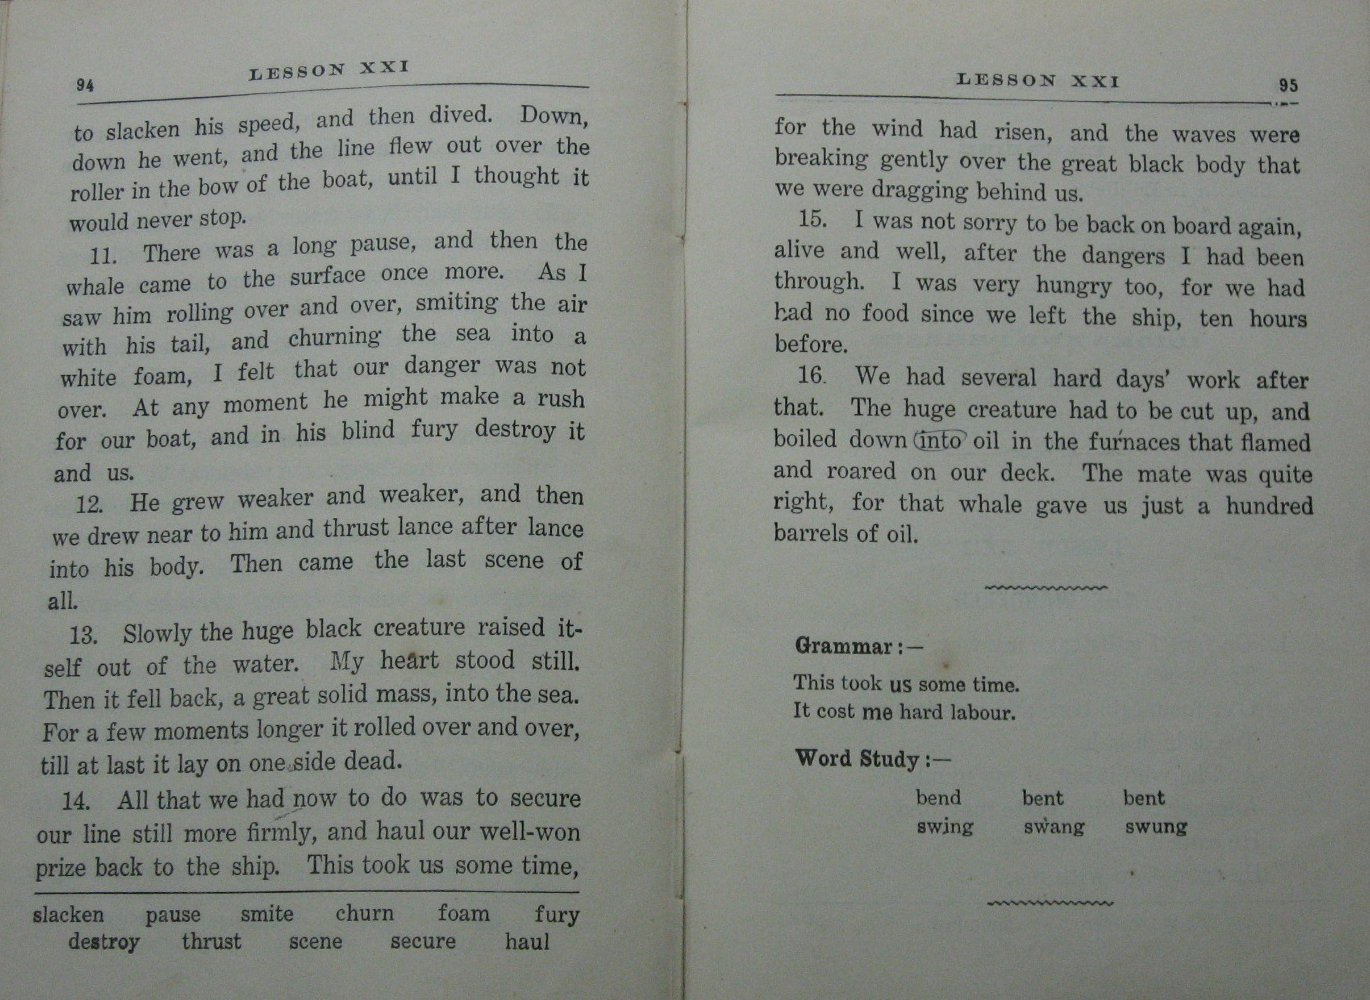 94
LESSON XXI
to slacken his speed, and then dived. Down,
down he went, and the line flew out over the
roller in the bow of the boat, until I thought it
would never stop.
11. There was a long pause, and then the
whale came to the surface once more. As I
saw him rolling over and over, smiting the air
with his tail, and churning the sea into a
white foam, I felt that our danger was not
over. At any moment he might make a rush
for our boat, and in his blind fury destroy it
and us.
12. He grew weaker and weaker, and then
we drew near to him and thrust lance after lance
into his body. Then came the last scene of
all.
13. Slowly the huge black creature raised it-
self out of the water. My heart stood still.
Then it fell back, a great solid mass, into the sea.
For a few moments longer it rolled over and over,
till at last it lay on one side dead.
14. All that we had now to do was to secure
our line still more firmly, and haul our well-won
prize back to the ship. This took us some time,
slacken pause smite churn foam fury
destroy thrust scene secure haul
LESSON XXI
95
for the wind had risen, and the waves were
breaking gently over the great black body that
we were dragging behind us.
15. I was not sorry to be back on board again,
alive and well, after the dangers I had been
through. I was very hungry too, for we had
had no food since we left the ship, ten hours
before.
16. We had several hard days' work after
that. The huge creature had to be cut up, and
boiled down into oil in the furnaces that flamed
and roared on our deck. The mate was quite
right, for that whale gave us just a hundred
barrels of oil.
Grammar:—
This took us some time.
It cost me hard labour.
Word Study:—
bend bent bent
swing swang swung